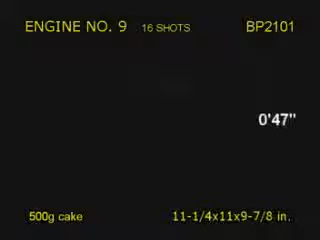 ENGINE NO. 9 16 SHOTS BP2101
0'47"
500g cake 11-1/4x11x9-7/8 in.